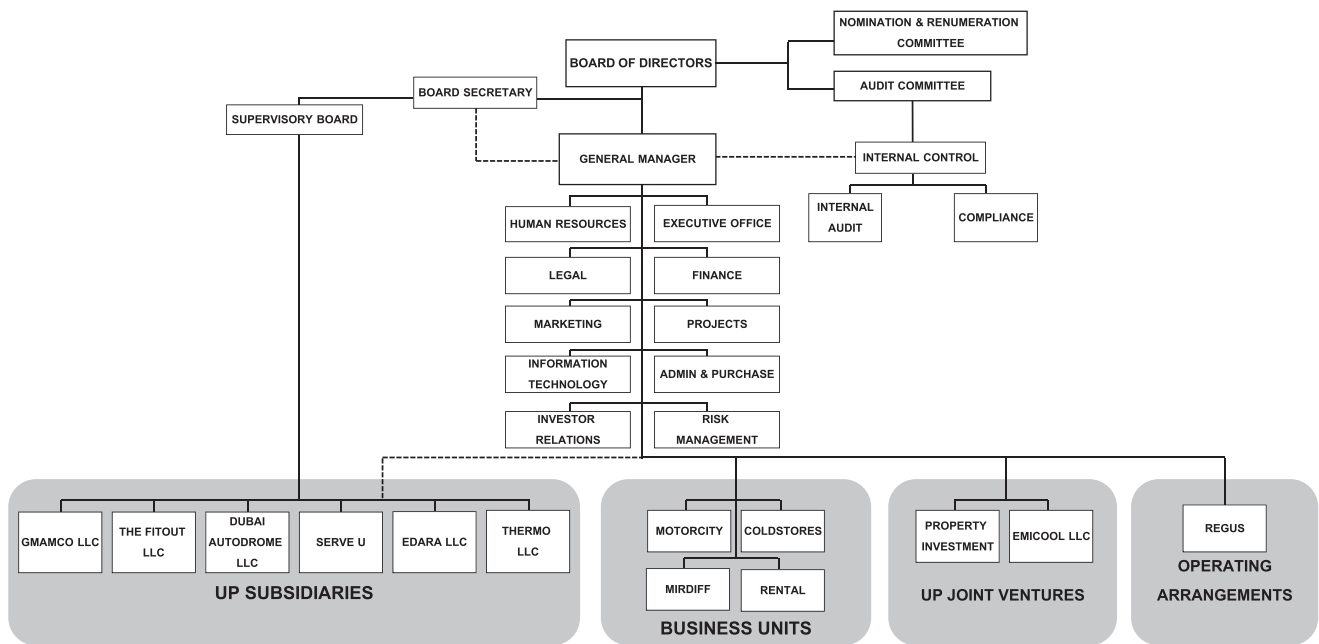 NOMINATION & RENUMERATION
COMMITTEE
BOARD OF DIRECTORS
AUDIT COMMITTEE
BOARD SECRETARY
SUPERVISORY BOARD
GENERAL MANAGER
INTERNAL CONTROL
INTERNAL
AUDIT
COMPLIANCE
HUMAN RESOURCES
EXECUTIVE OFFICE
LEGAL
FINANCE
MARKETING
PROJECTS
INFORMATION
TECHNOLOGY
ADMIN & PURCHASE
INVESTOR
RELATIONS
RISK
MANAGEMENT
GMAMCO LLC
THE FITOUT
LLC
DUBAI
AUTODROME
LLC
SERVE U
EDARA LLC
THERMO
LLC
UP SUBSIDIARIES
MOTORCITY
COLDSTORES
MIRDIFF
RENTAL
BUSINESS UNITS
PROPERTY
INVESTMENT
EMICOOL LLC
UP JOINT VENTURES
REGUS
OPERATING
ARRANGEMENTS